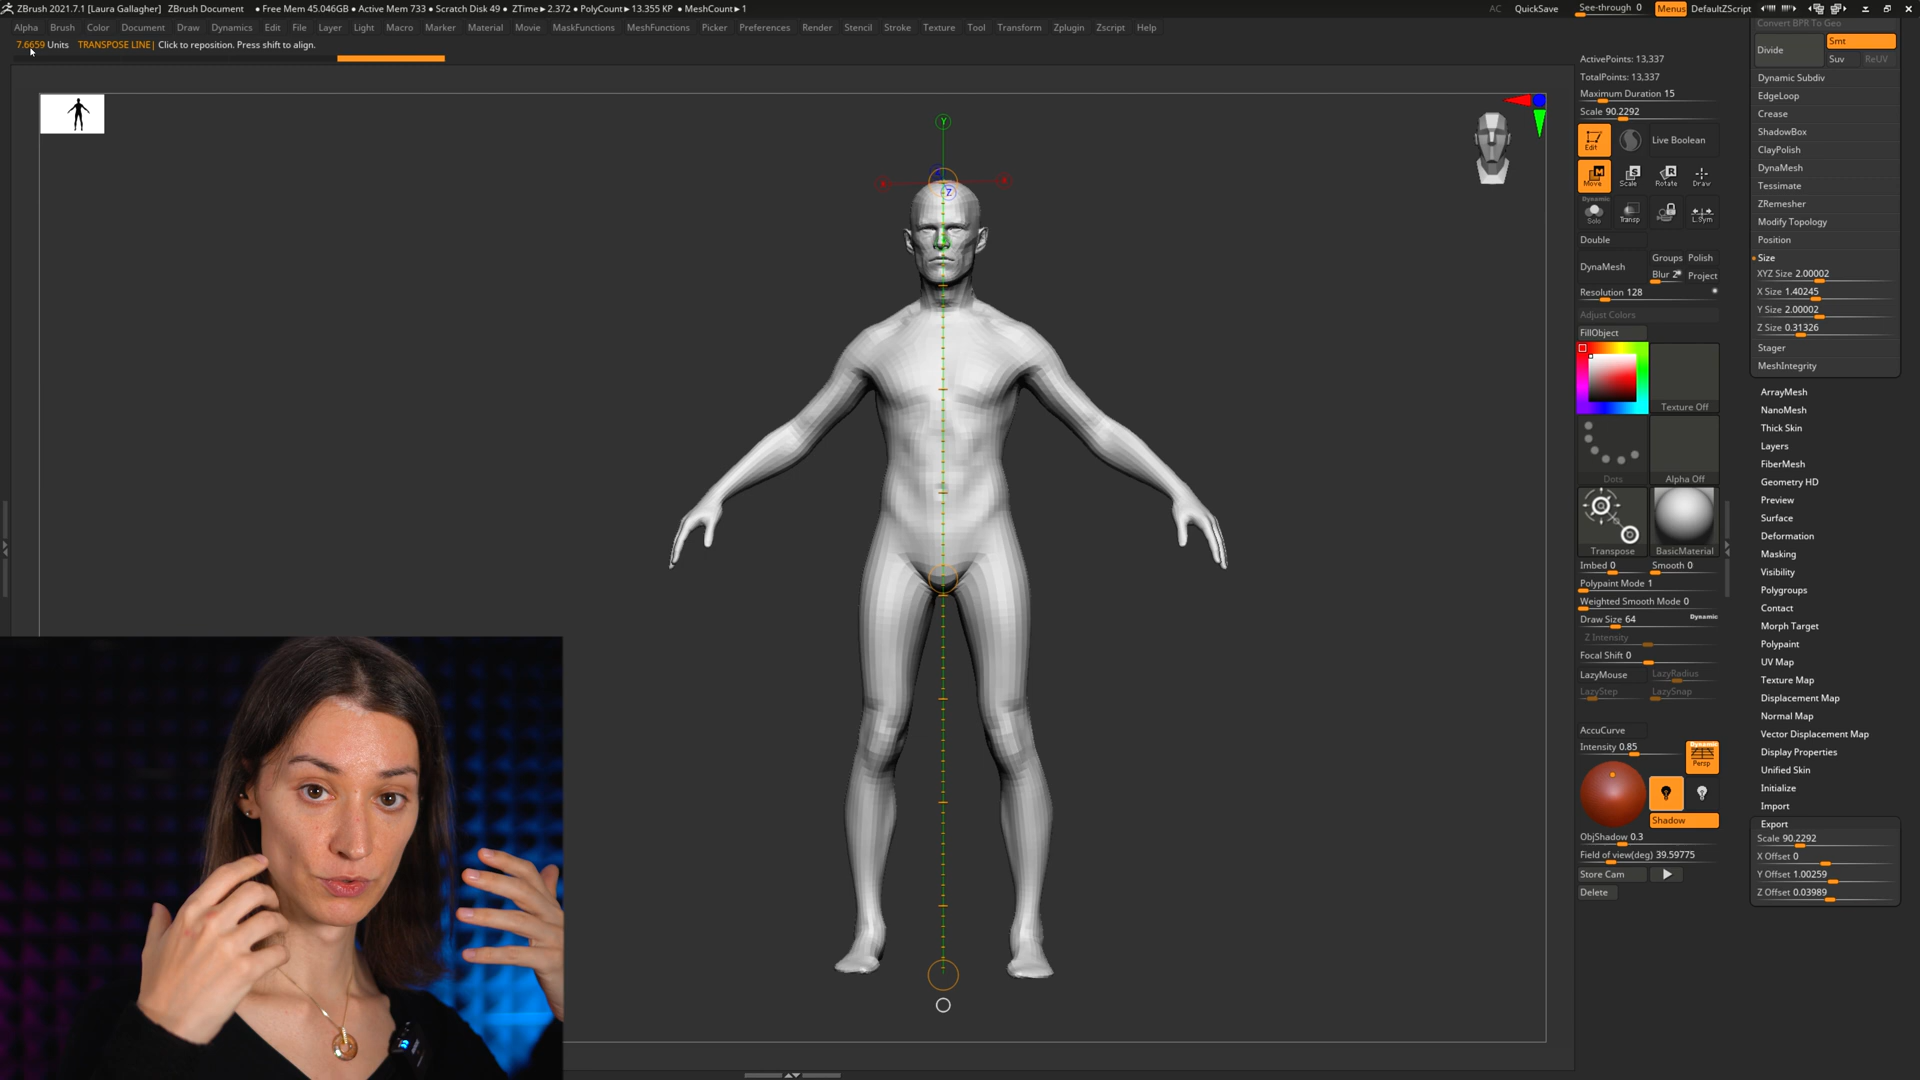 ZBrush 2021.7.1 [Laura Gallagher] ZBrush Document • Free Mem 45.046GB • Active Mem 733 • Scratch Disk 49 • ZTime▸2.372 • PolyCount▸13.355 KP • MeshCount▸1 AC QuickSave See-through 0 Menus DefaultZScript
Alpha Brush Color Document Draw Dynamics Edit File Layer Light Macro Marker Material Movie MaskFunctions MeshFunctions Picker Preferences Render Stencil Stroke Texture Tool Transform Zplugin Zscript Help
7.6659 Units TRANSPOSE LINE| Click to reposition. Press shift to align.
Y
Z
ActivePoints: 13,337
TotalPoints: 13,337
Maximum Duration 15
Scale 90.2292
Edit
Live Boolean
Move Scale Rotate Draw
Dynamic
Solo Transp L.Sym
Double
DynaMesh
Groups Polish
Blur 2 Project
Resolution 128
Adjust Colors
FillObject
Texture Off
Dots Alpha Off
Transpose BasicMaterial
Imbed 0 Smooth 0
Polypaint Mode 1
Weighted Smooth Mode 0
Draw Size 64 Dynamic
Z Intensity
Focal Shift 0
LazyMouse LazyRadius
LazyStep LazySnap
AccuCurve
Intensity 0.85
Dynamic
Persp
Shadow
ObjShadow 0.3
Field of view(deg) 39.59775
Store Cam
Delete
Convert BPR To Geo
Divide
Smt
Suv ReUV
Dynamic Subdiv
EdgeLoop
Crease
ShadowBox
ClayPolish
DynaMesh
Tessimate
ZRemesher
Modify Topology
Position
Size
XYZ Size 2.00002
X Size 1.40245
Y Size 2.00002
Z Size 0.31326
Stager
MeshIntegrity
ArrayMesh
NanoMesh
Thick Skin
Layers
FiberMesh
Geometry HD
Preview
Surface
Deformation
Masking
Visibility
Polygroups
Contact
Morph Target
Polypaint
UV Map
Texture Map
Displacement Map
Normal Map
Vector Displacement Map
Display Properties
Unified Skin
Initialize
Import
Export
Scale 90.2292
X Offset 0
Y Offset 1.00259
Z Offset 0.03989